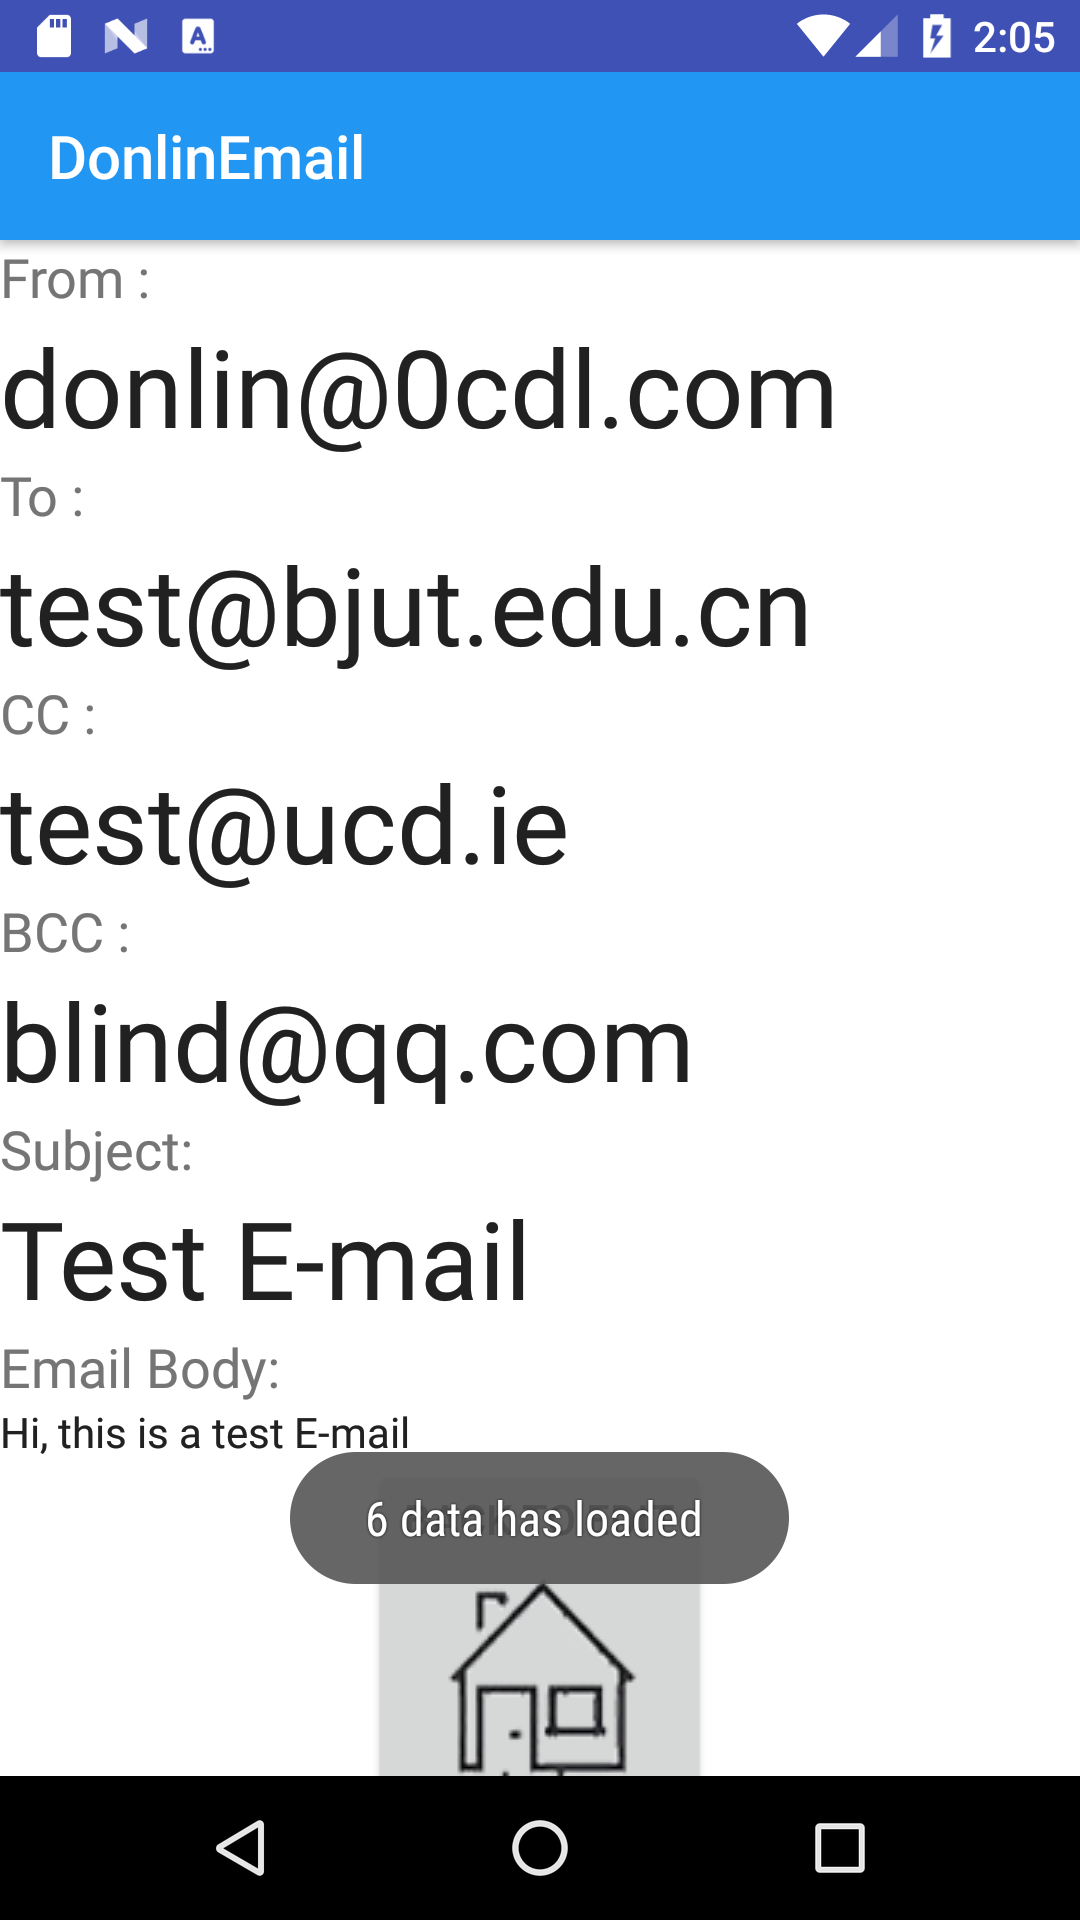 2:05
DonlinEmail
From :
donlin@0cdl.com
To :
test@bjut.edu.cn
CC :
test@ucd.ie
BCC :
blind@qq.com
Subject:
Test E-mail
Email Body:
Hi, this is a test E-mail
6 data has loaded